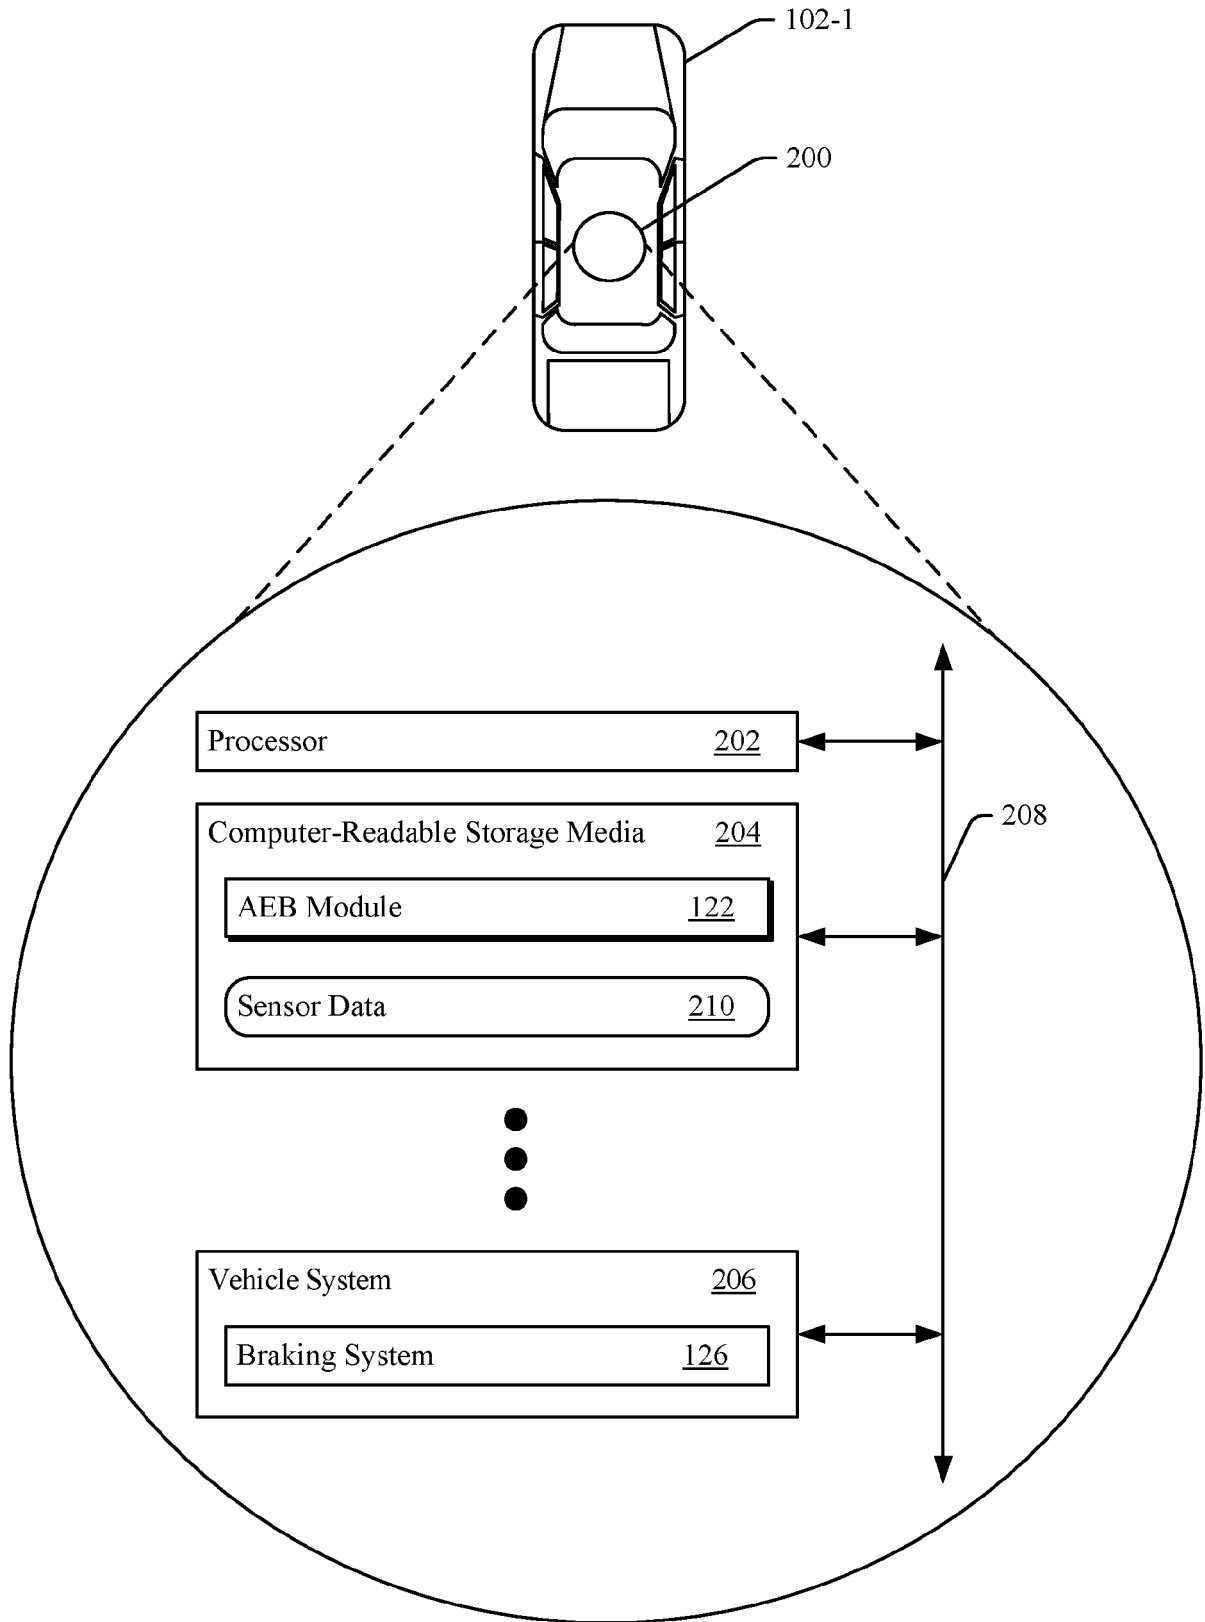 102-1
200
Processor 202
208
Computer-Readable Storage Media 204
AEB Module 122
Sensor Data 210
Vehicle System 206
Braking System 126